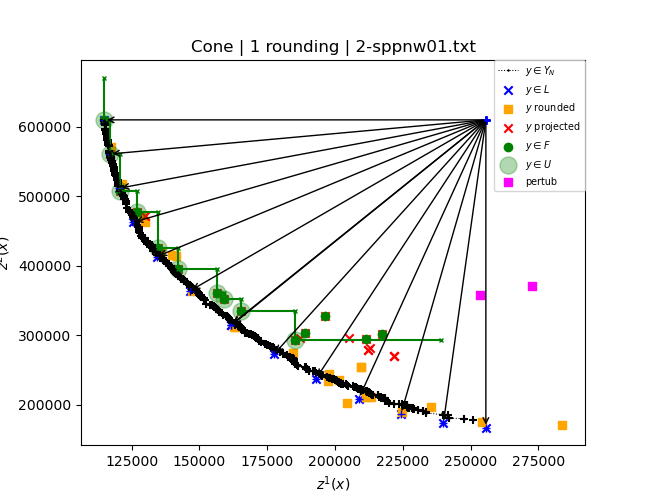 Cone | 1 rounding | 2-sppnw01.txt
y ∈ Y_N
y ∈ L
y rounded
y projected
y ∈ F
y ∈ U
pertub
600000
500000
400000
300000
200000
z²(x)
125000 150000 175000 200000 225000 250000 275000
z¹(x)